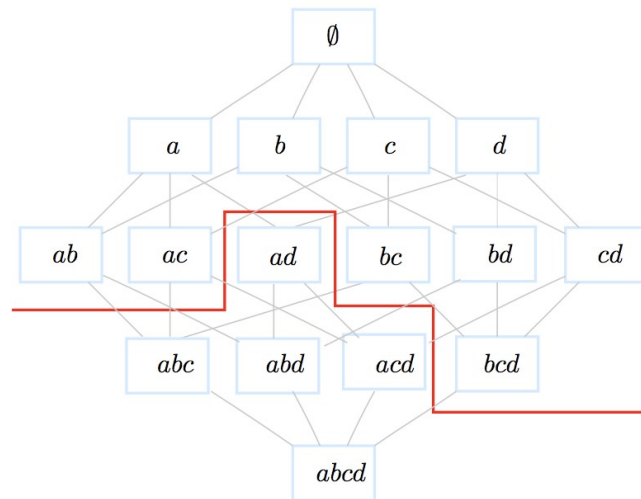 ∅
a b c d
ab ac ad bc bd cd
abc abd acd bcd
abcd